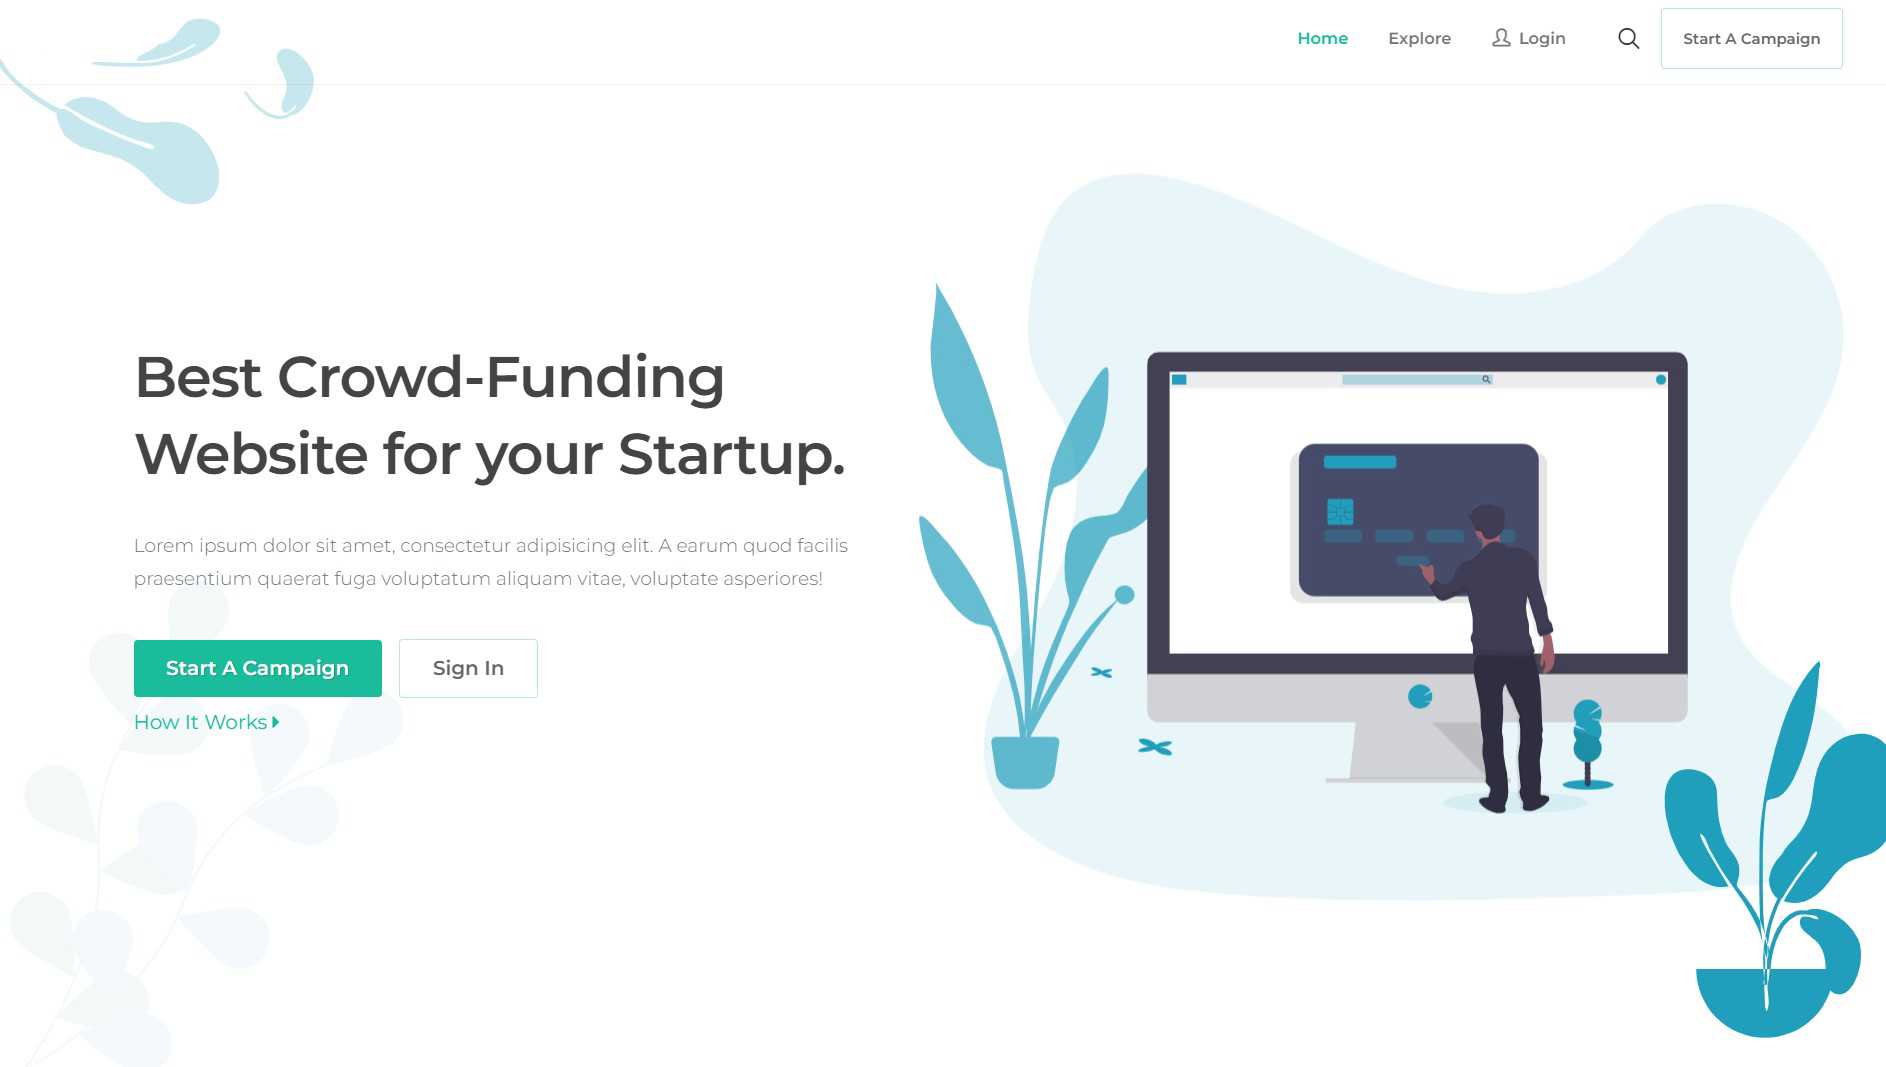 Home
Explore
Login
Start A Campaign
Best Crowd-Funding
Website for your Startup.
Lorem ipsum dolor sit amet, consectetur adipisicing elit. A earum quod facilis
praesentium quaerat fuga voluptatum aliquam vitae, voluptate asperiores!
Start A Campaign
Sign In
How It Works